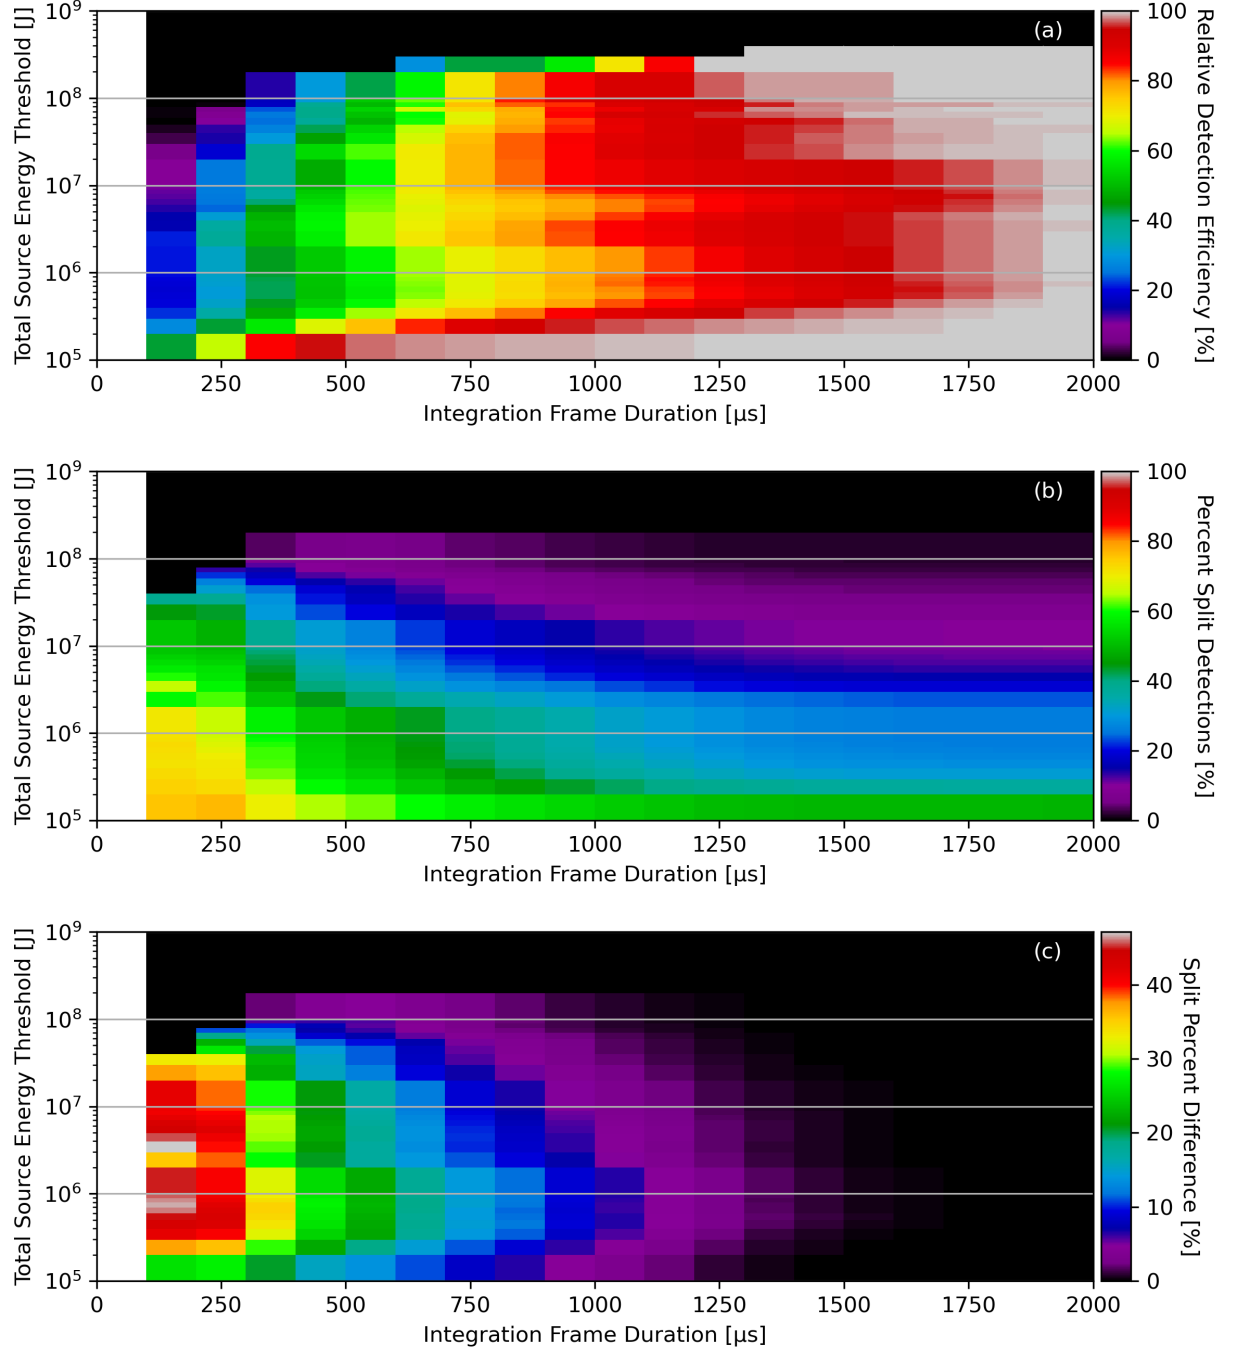 (a)
Total Source Energy Threshold [J]
10⁹
10⁸
10⁷
10⁶
10⁵
0 250 500 750 1000 1250 1500 1750 2000
Integration Frame Duration [µs]
100
80
60
40
20
0
Relative Detection Efficiency [%]
(b)
Total Source Energy Threshold [J]
10⁹
10⁸
10⁷
10⁶
10⁵
0 250 500 750 1000 1250 1500 1750 2000
Integration Frame Duration [µs]
100
80
60
40
20
0
Percent Split Detections [%]
(c)
Total Source Energy Threshold [J]
10⁹
10⁸
10⁷
10⁶
10⁵
0 250 500 750 1000 1250 1500 1750 2000
Integration Frame Duration [µs]
40
30
20
10
0
Split Percent Difference [%]